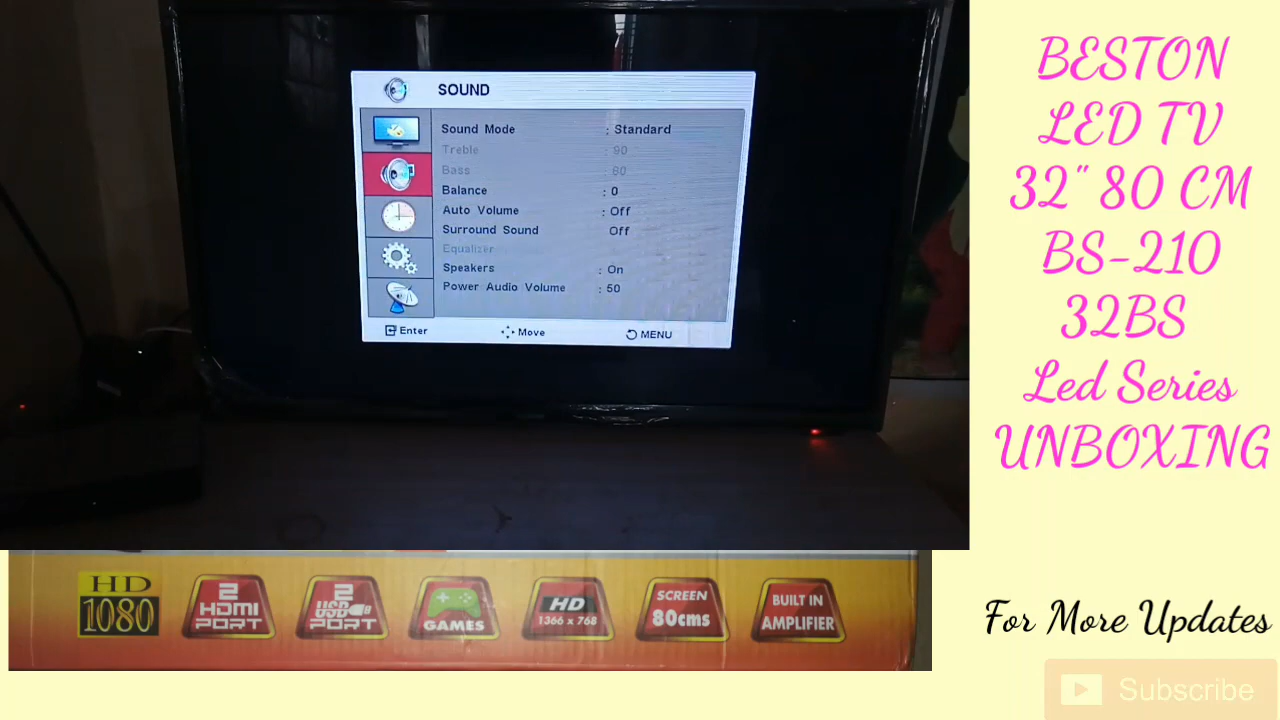 SOUND
Sound Mode : Standard
Treble : 90
Bass : 80
Balance : 0
Auto Volume : Off
Surround Sound Off
Equalizer
Speakers : On
Power Audio Volume : 50
Enter Move MENU
BESTON
LED TV
32" 80 CM
BS-210
32BS
Led Series
UNBOXING
HD
1080
2
HDMI
PORT
2
USB
PORT
GAMES
HD
1366 x 768
SCREEN
80cms
BUILT IN
AMPLIFIER
For More Updates
Subscribe